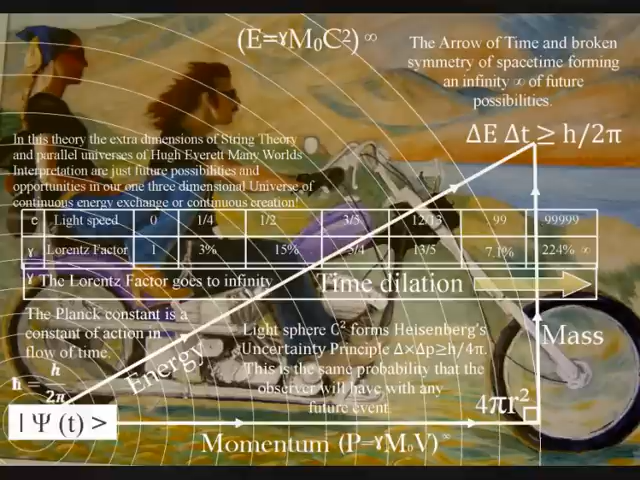 (E=ɤM₀C²) ∞
The Arrow of Time and broken
symmetry of spacetime forming
an infinity ∞ of future
possibilities.
ΔE Δt ≥ h/2π
In this theory the extra dimensions of String Theory
and parallel universes of Hugh Everett Many Worlds
Interpretation are just future possibilities and
opportunities in our one three dimensional Universe of
continuous energy exchange or continuous creation!
C Light speed 0 1/4 1/2 3/5 12/13 .99 .99999
γ Lorentz Factor 1 3% 15% 5/4 13/5 7.1% 224% ∞
γ The Lorentz Factor goes to infinity Time dilation
The Planck constant is a
constant of action in
flow of time.
ħ = h/2π
Light sphere C² forms Heisenberg's
Uncertainty Principle Δ×Δp≥h/4π.
This is the same probability that the
observer will have with any
future event.
Energy
Mass
4πr²
| Ψ (t) >
Momentum (P=ɤM₀V) ∞